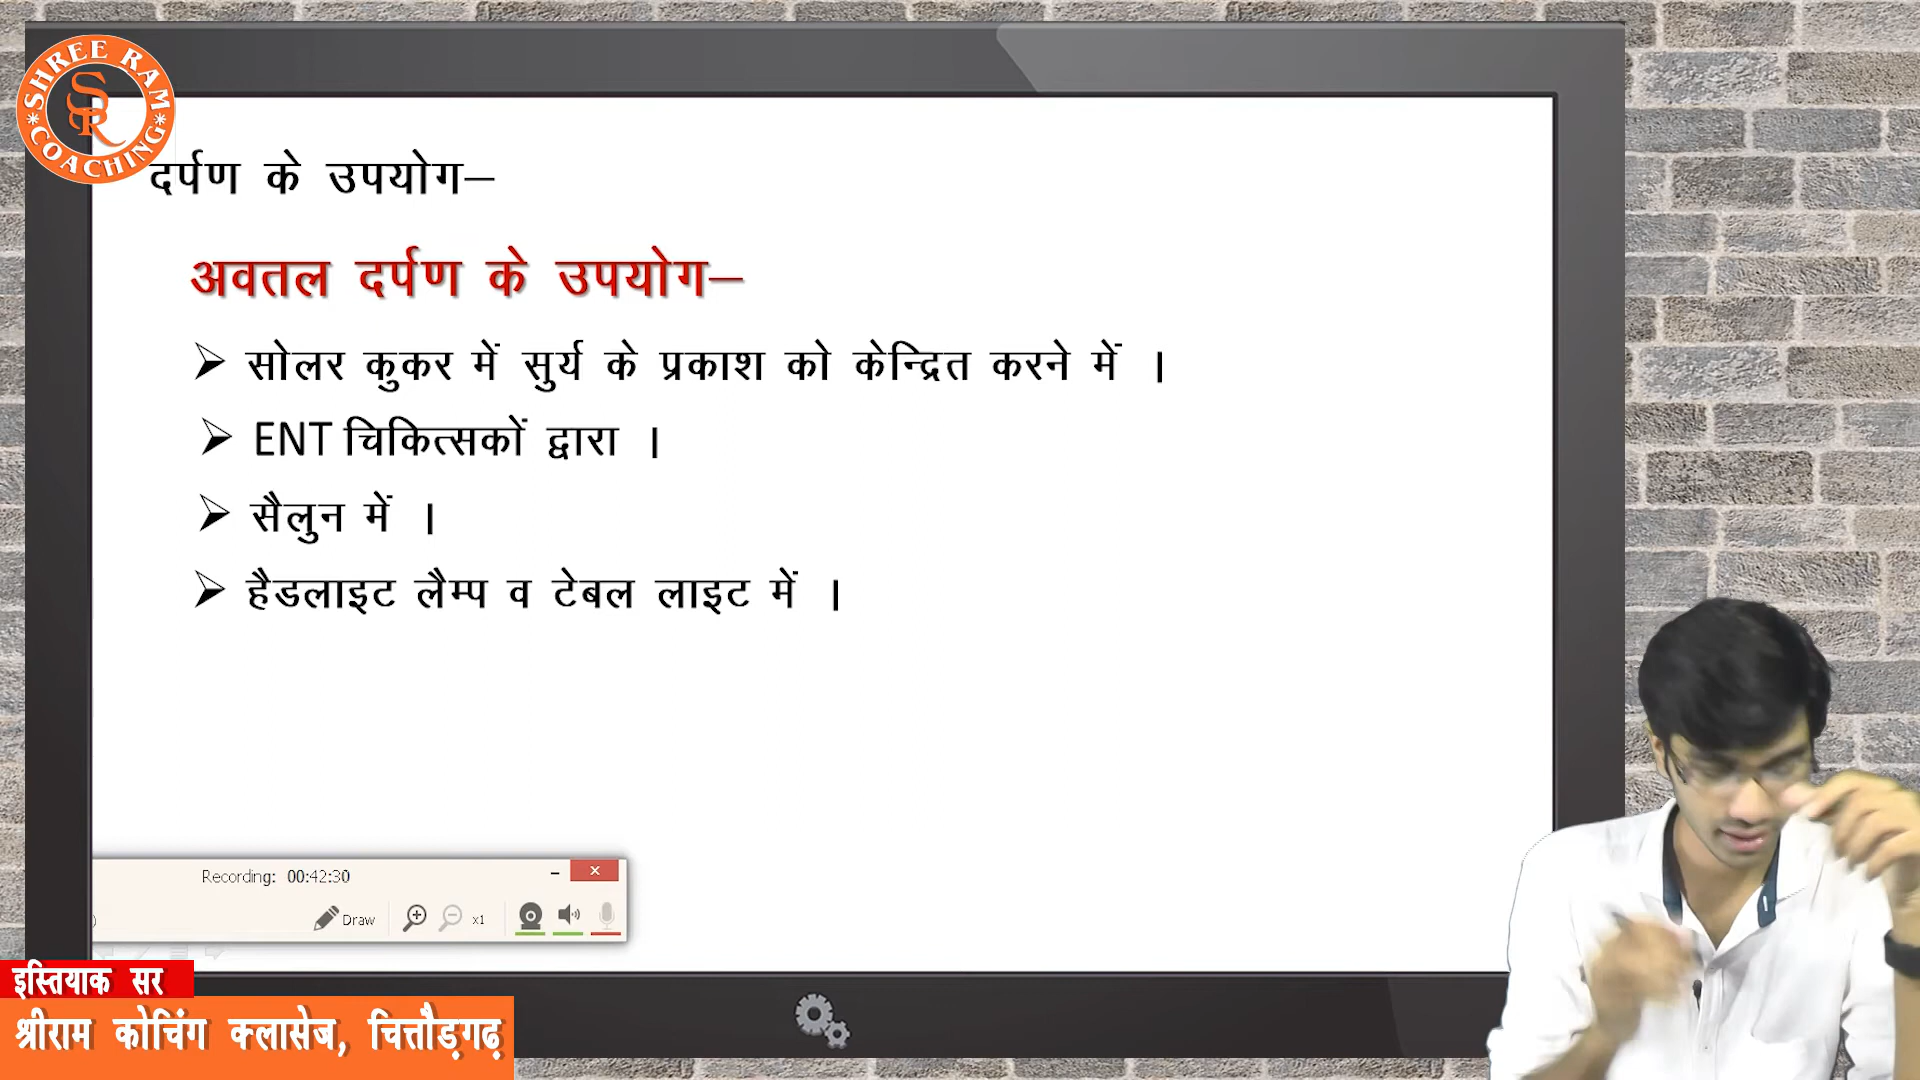 SHREE RAM
COACHING
SRC
दर्पण के उपयोग–
अवतल दर्पण के उपयोग–
➢ सोलर कुकर में सुर्य के प्रकाश को केन्द्रित करने में ।
➢ ENT चिकित्सकों द्वारा ।
➢ सैलुन में ।
➢ हैडलाइट लैम्प व टेबल लाइट में ।
Recording: 00:42:30
Draw x1
इस्तियाक सर
श्रीराम कोचिंग क्लासेज, चित्तौड़गढ़